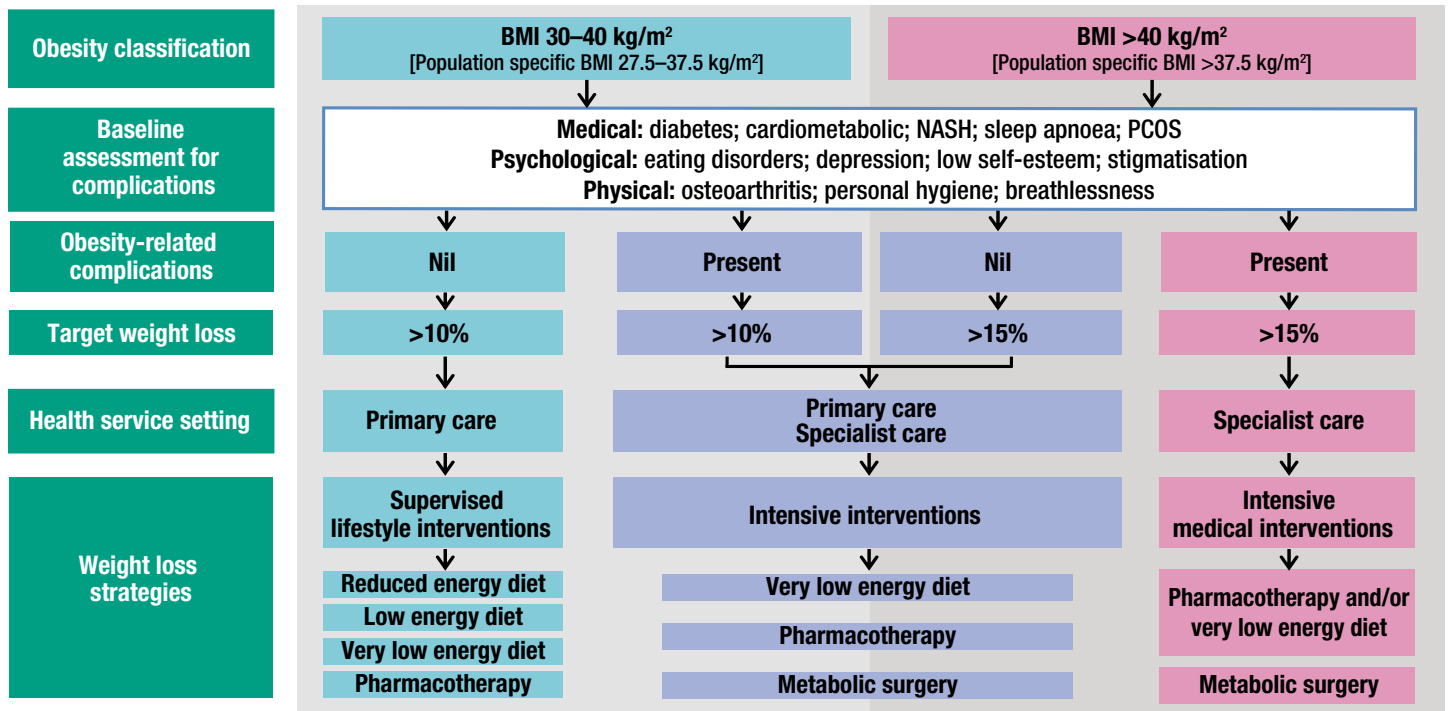 Obesity classification
BMI 30–40 kg/m²
[Population specific BMI 27.5–37.5 kg/m²]
BMI >40 kg/m²
[Population specific BMI >37.5 kg/m²]
Baseline
assessment for
complications
Medical: diabetes; cardiometabolic; NASH; sleep apnoea; PCOS
Psychological: eating disorders; depression; low self-esteem; stigmatisation
Physical: osteoarthritis; personal hygiene; breathlessness
Obesity-related
complications
Nil
Present
Nil
Present
Target weight loss
>10%
>10%
>15%
>15%
Health service setting
Primary care
Primary care
Specialist care
Specialist care
Weight loss
strategies
Supervised
lifestyle interventions
Intensive interventions
Intensive
medical interventions
Reduced energy diet
Low energy diet
Very low energy diet
Pharmacotherapy
Very low energy diet
Pharmacotherapy
Metabolic surgery
Pharmacotherapy and/or
very low energy diet
Metabolic surgery